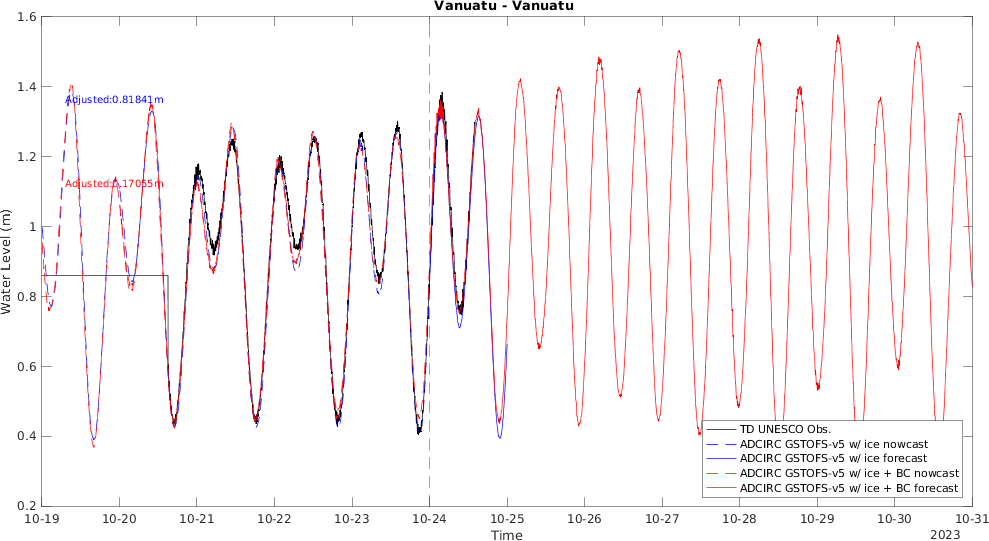 Vanuatu - Vanuatu
1.6
1.4
1.2
1
0.8
0.6
0.4
0.2
Water Level (m)
Adjusted:0.81841m
Adjusted:0.17055m
TD UNESCO Obs.
ADCIRC GSTOFS-v5 w/ ice nowcast
ADCIRC GSTOFS-v5 w/ ice forecast
ADCIRC GSTOFS-v5 w/ ice + BC nowcast
ADCIRC GSTOFS-v5 w/ ice + BC forecast
10-19 10-20 10-21 10-22 10-23 10-24 10-25 10-26 10-27 10-28 10-29 10-30 10-31
Time
2023